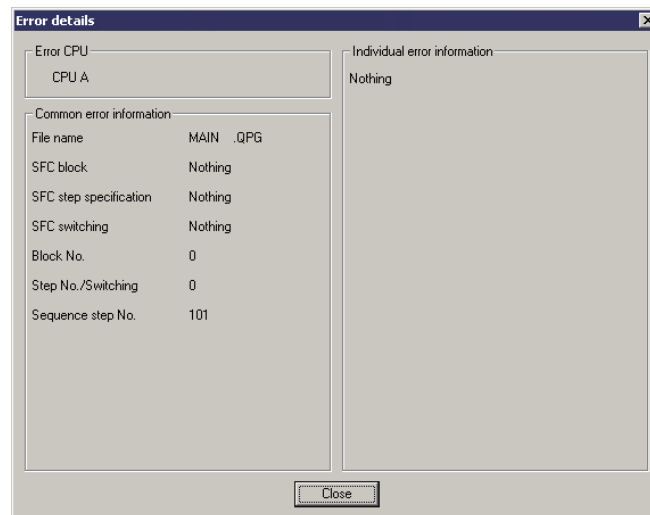 Error details
Error CPU
CPU A
Common error information
File name MAIN .QPG
SFC block Nothing
SFC step specification Nothing
SFC switching Nothing
Block No. 0
Step No./Switching 0
Sequence step No. 101
Individual error information
Nothing
Close